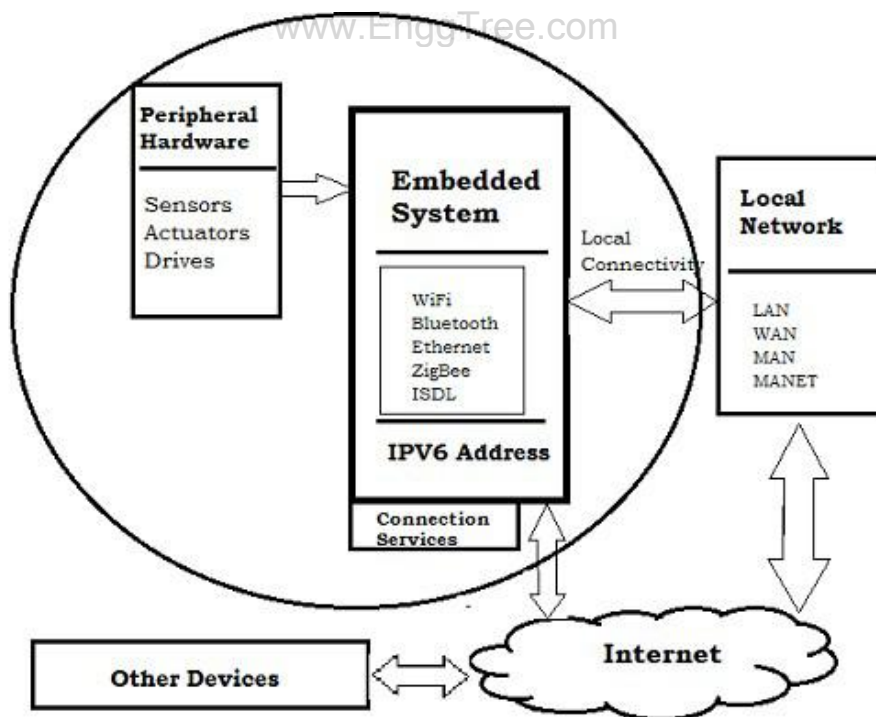 www.EnggTree.com
Peripheral
Hardware
Sensors
Actuators
Drives
Embedded
System
WiFi
Bluetooth
Ethernet
ZigBee
ISDL
IPV6 Address
Connection
Services
Local
Connectivity
Local
Network
LAN
WAN
MAN
MANET
Other Devices
Internet